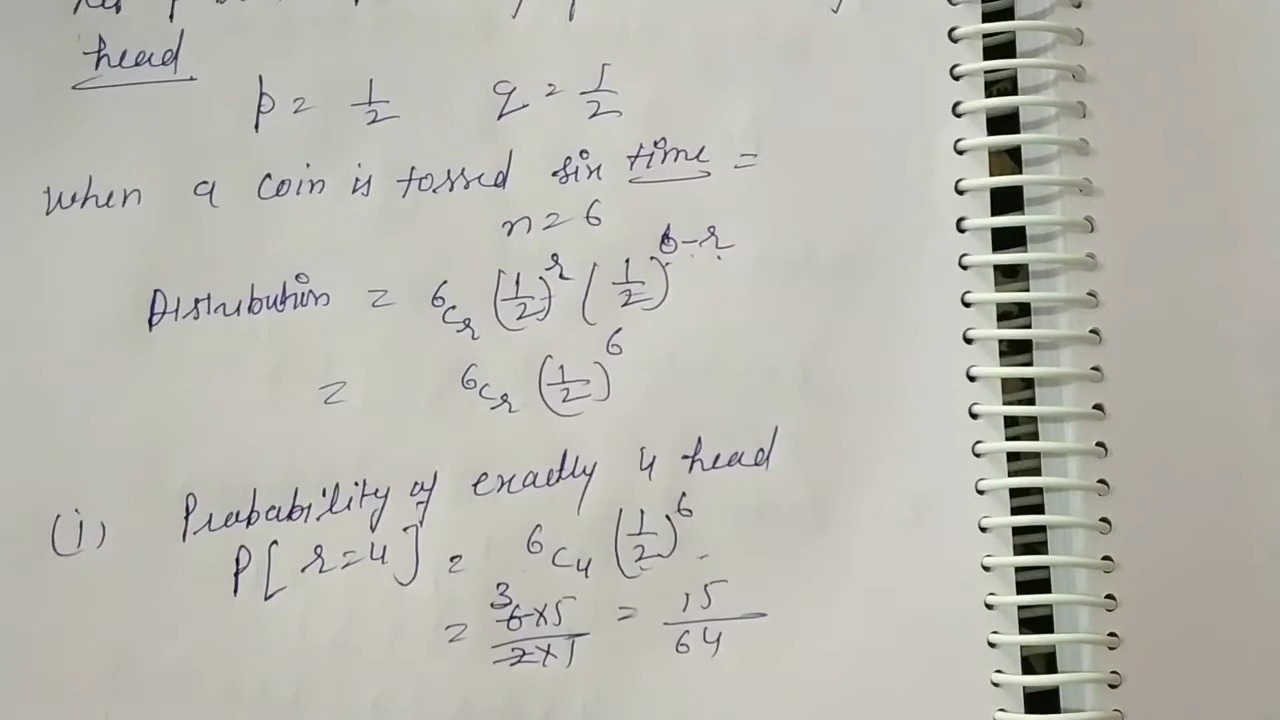 head
p = 1/2 q = 1/2
When a coin is tossed six time =
n = 6
Distribution = ⁶Cr (1/2)^r (1/2)^6-r
= ⁶Cr (1/2)^6
(i) Probability of exactly 4 head
P[r=4] = ⁶C₄ (1/2)^6
= 3 6×5/2×1 = 15/64